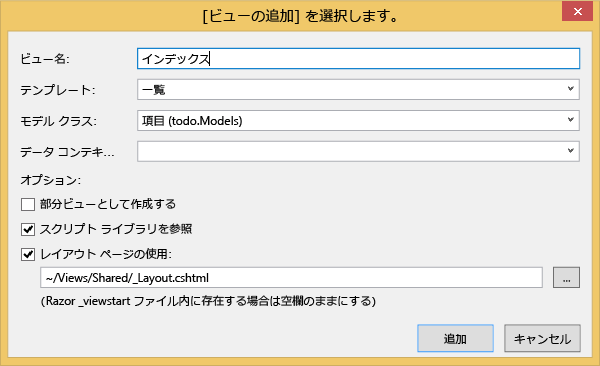 [ビューの追加] を選択します。
ビュー名:
インデックス
テンプレート:
一覧
モデル クラス:
項目 (todo.Models)
データ コンテキ...
オプション:
部分ビューとして作成する
スクリプト ライブラリを参照
レイアウト ページの使用:
~/Views/Shared/_Layout.cshtml
...
(Razor _viewstart ファイル内に存在する場合は空欄のままにする)
追加
キャンセル